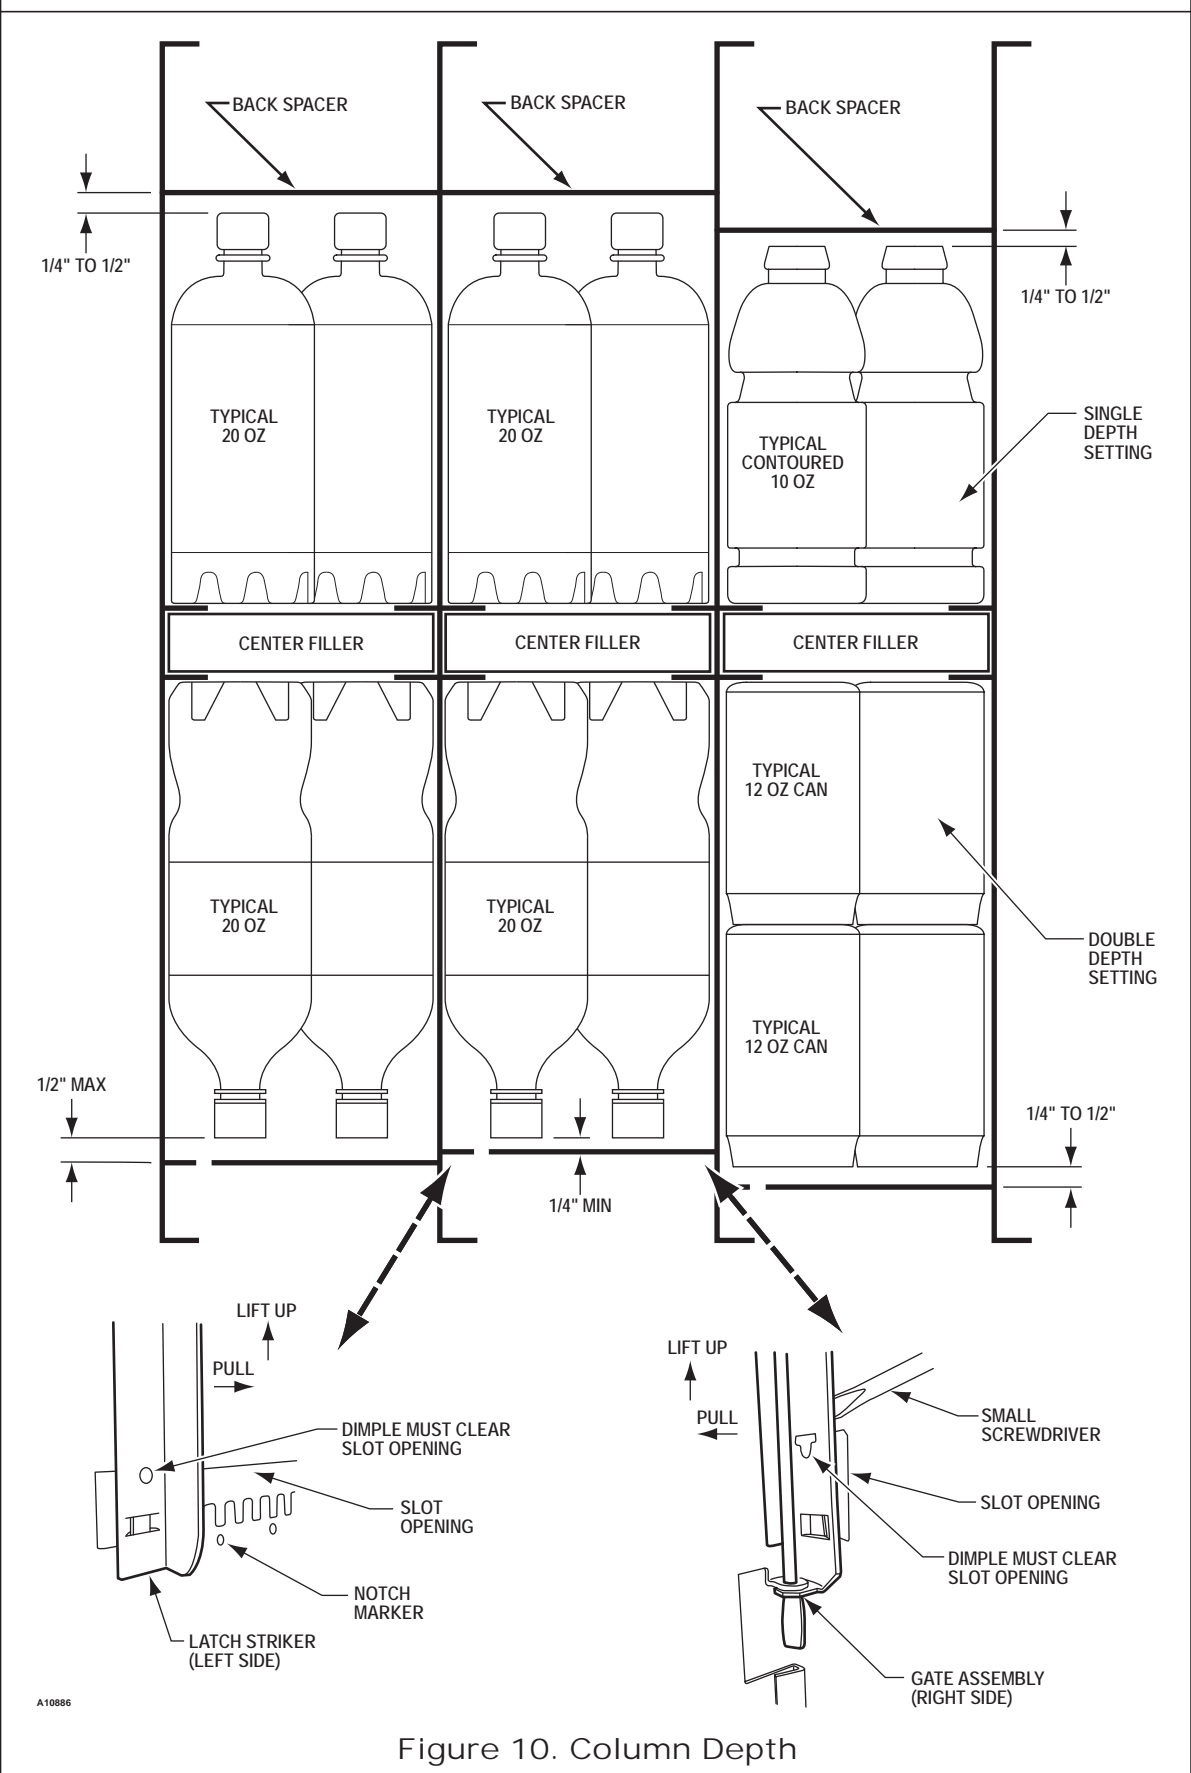 BACK SPACER
BACK SPACER
BACK SPACER
1/4" TO 1/2"
1/4" TO 1/2"
TYPICAL
20 OZ
TYPICAL
20 OZ
TYPICAL
CONTOURED
10 OZ
SINGLE
DEPTH
SETTING
CENTER FILLER
CENTER FILLER
CENTER FILLER
TYPICAL
12 OZ CAN
TYPICAL
20 OZ
TYPICAL
20 OZ
DOUBLE
DEPTH
SETTING
TYPICAL
12 OZ CAN
1/2" MAX
1/4" TO 1/2"
1/4" MIN
LIFT UP
PULL
DIMPLE MUST CLEAR
SLOT OPENING
SLOT
OPENING
NOTCH
MARKER
LATCH STRIKER
(LEFT SIDE)
LIFT UP
PULL
SMALL
SCREWDRIVER
SLOT OPENING
DIMPLE MUST CLEAR
SLOT OPENING
GATE ASSEMBLY
(RIGHT SIDE)
A10886
Figure 10. Column Depth